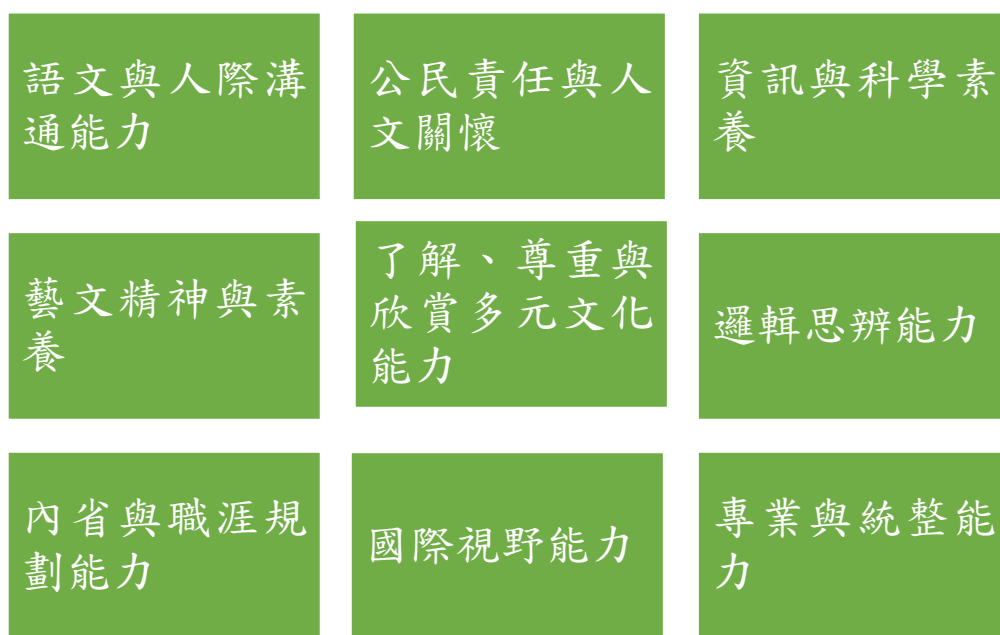 語文與人際溝
通能力
公民責任與人
文關懷
資訊與科學素
養
藝文精神與素
養
了解、尊重與
欣賞多元文化
能力
邏輯思辨能力
內省與職涯規
劃能力
國際視野能力
專業與統整能
力